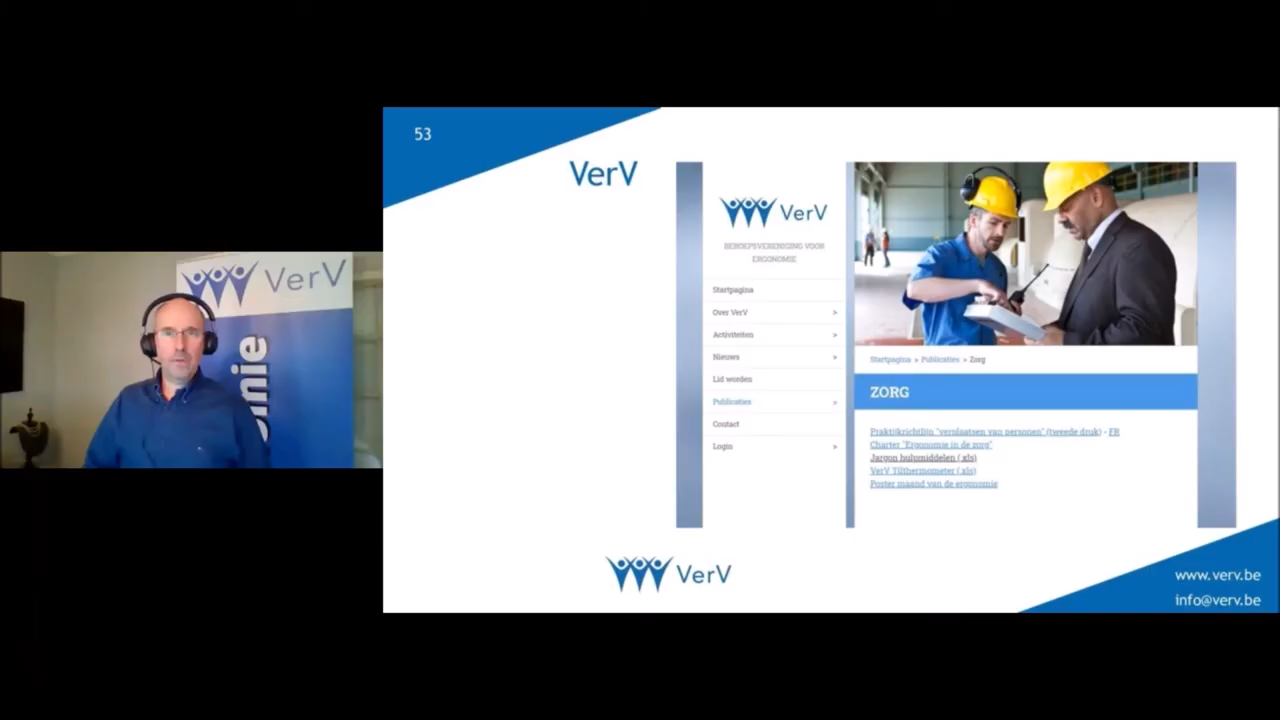 53
VerV
VerV
BEROEPSVERENIGING VOOR
ERGONOMIE
Startpagina
Over VerV >
Activiteiten >
Nieuws >
Lid worden
Publicaties >
Contact
Login >
Startpagina > Publicaties > Zorg
ZORG
Praktijkrichtlijn "verplaatsen van personen" (tweede druk) - FR
Charter "Ergonomie in de zorg"
Jargon hulpmiddelen (.xls)
VerV Tilthermometer (.xls)
Poster maand van de ergonomie
VerV
www.verv.be
info@verv.be
VerV
omie